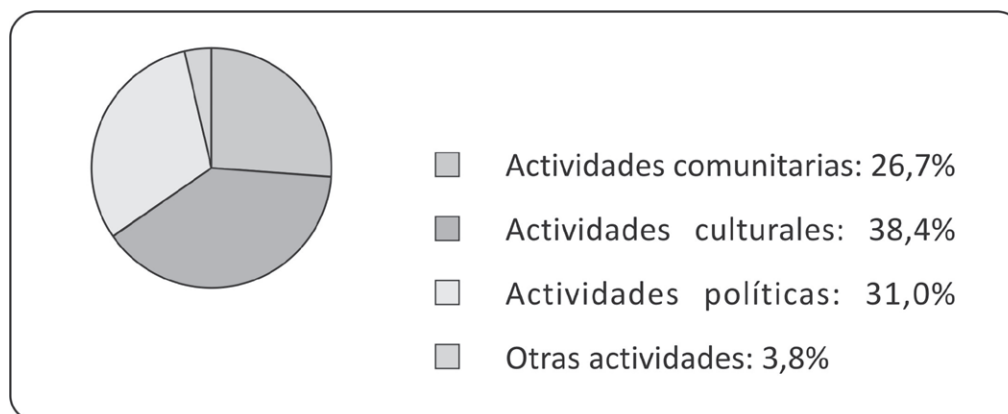 Actividades comunitarias: 26,7%
Actividades culturales: 38,4%
Actividades políticas: 31,0%
Otras actividades: 3,8%